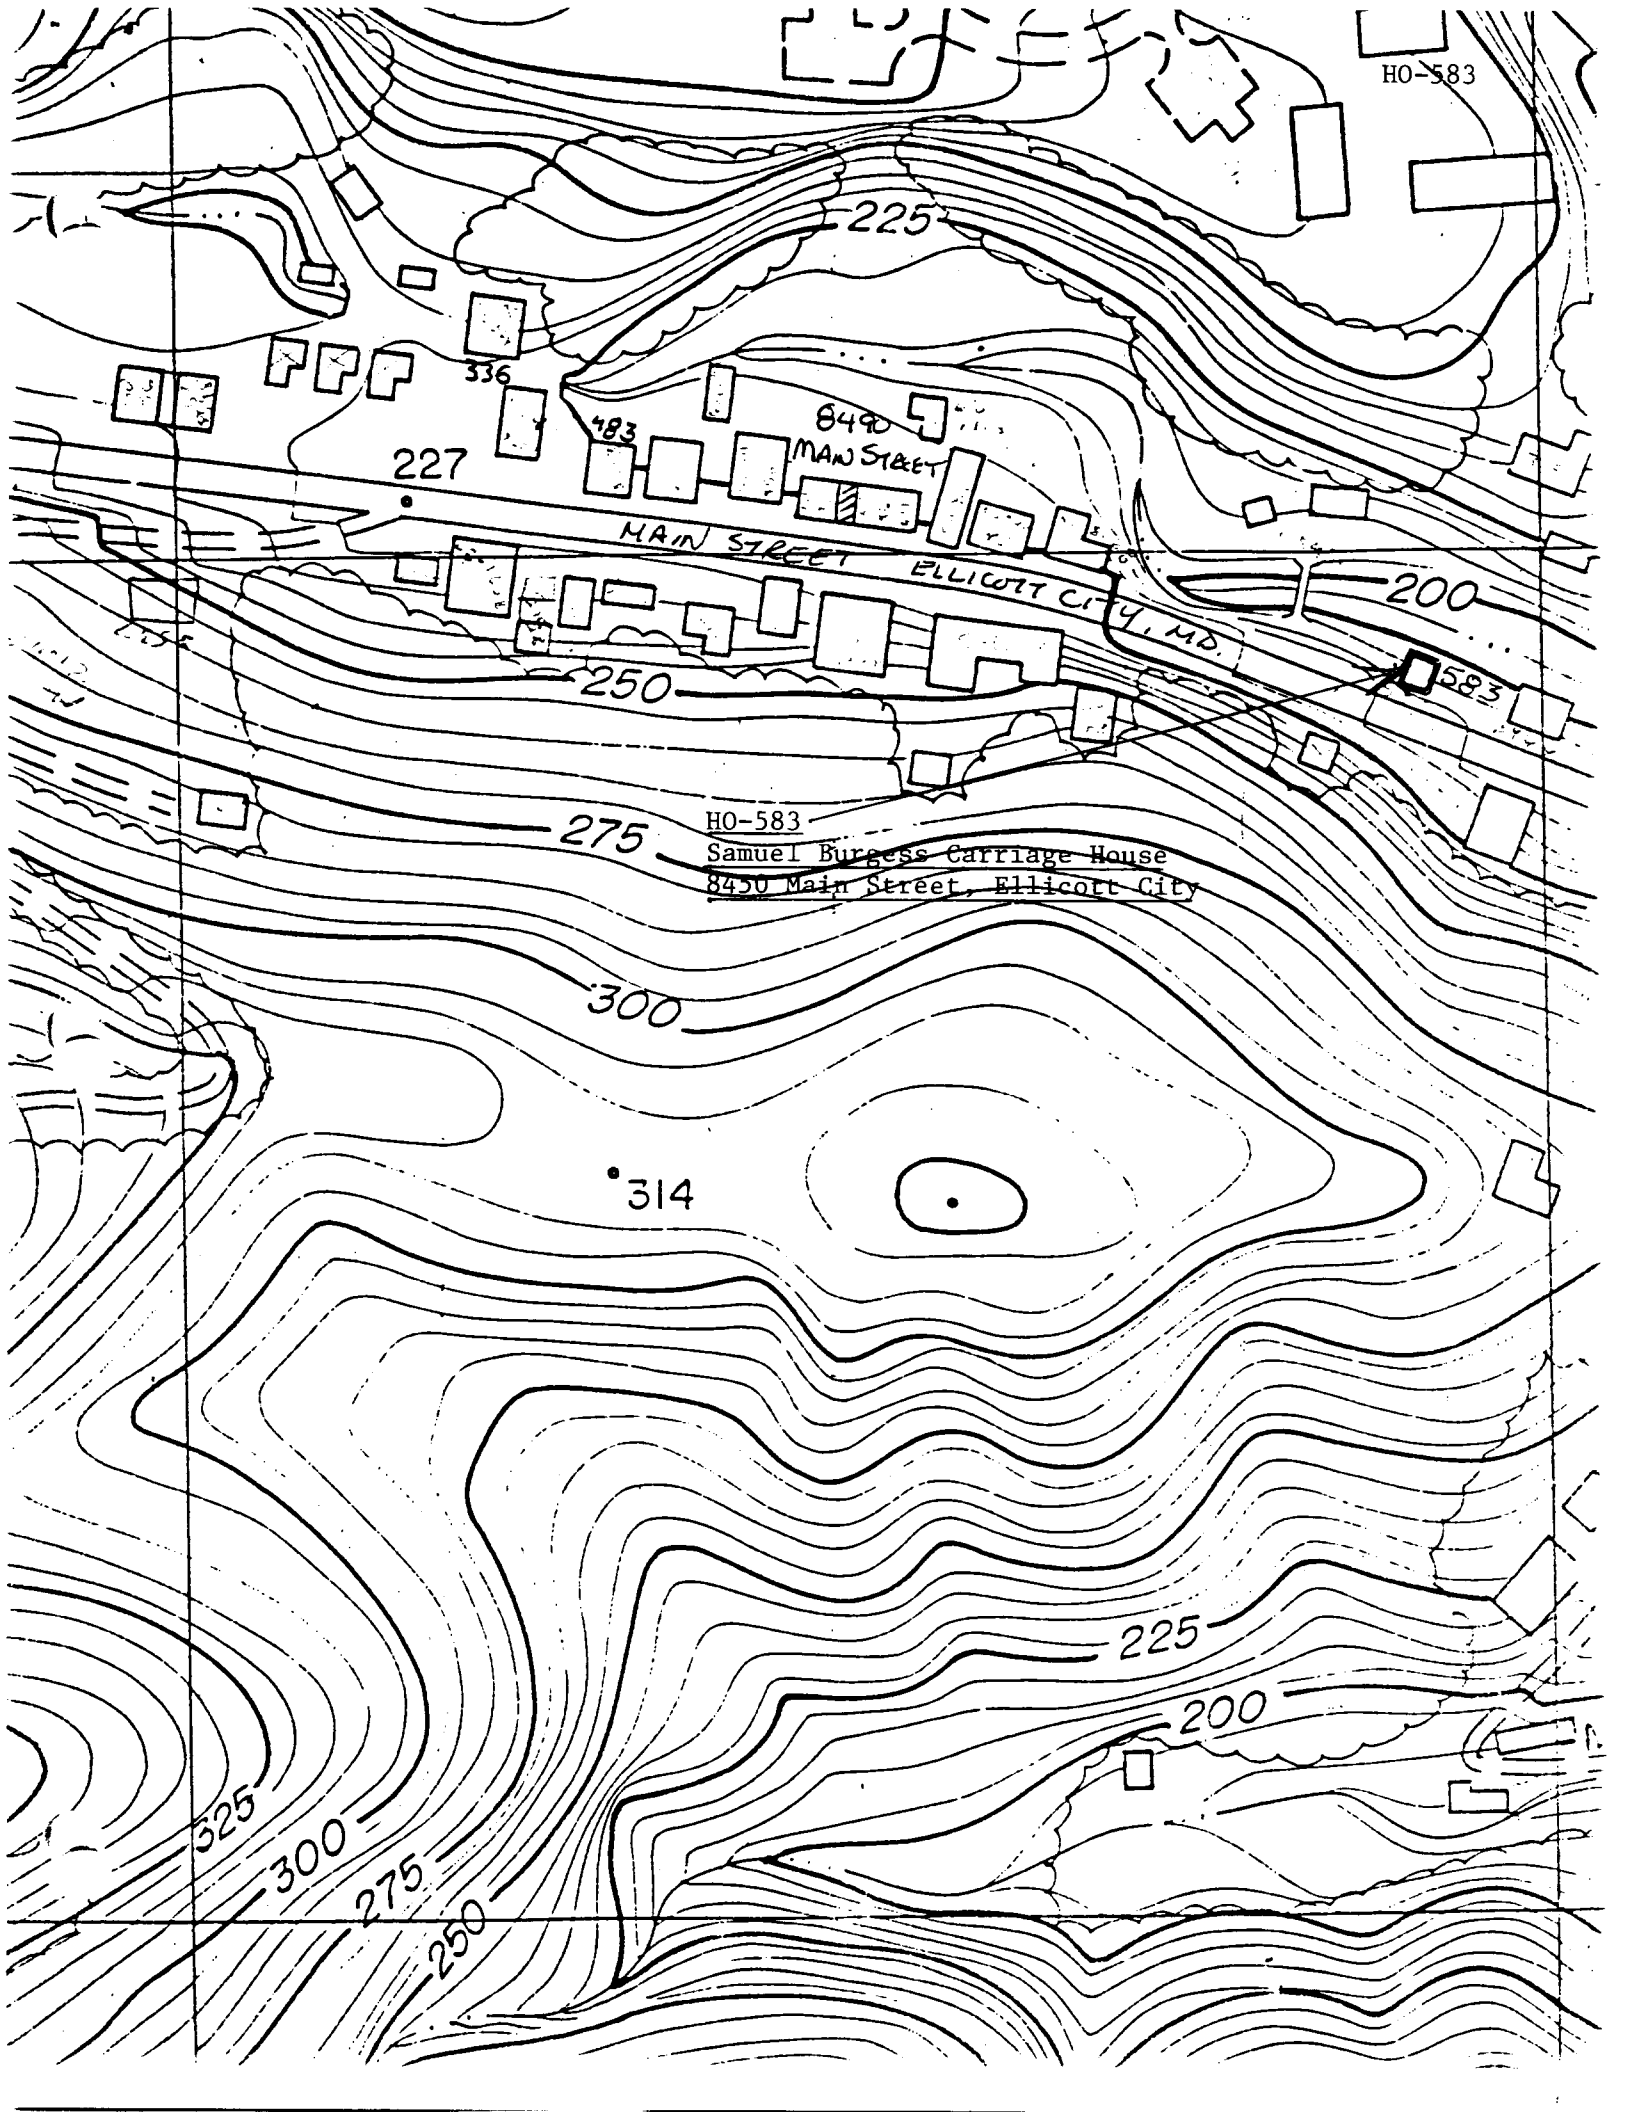 HO-583
225
336
483
8490
MAIN STREET
227
MAIN STREET ELLICOTT CITY, MD.
200
583
250
HO-583
275
Samuel Burgess Carriage House
8450 Main Street, Ellicott City
300
314
225
200
325
300
275
250